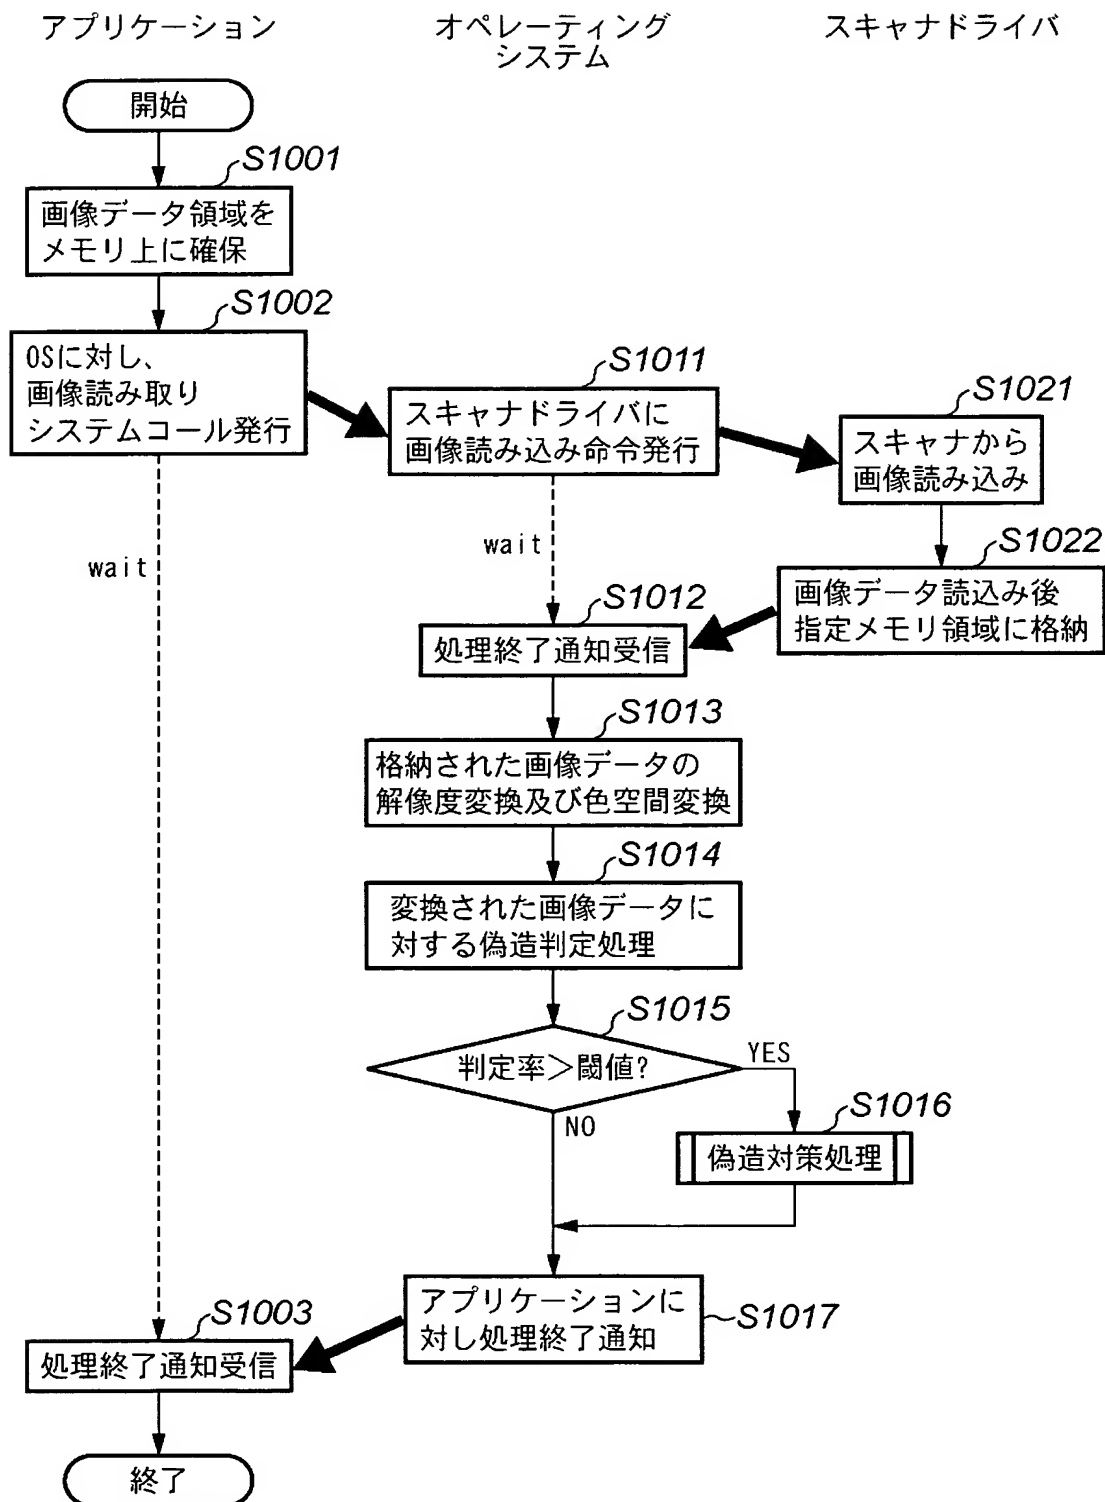 アプリケーション
オペレーティング
システム
スキャナドライバ
開始
S1001
画像データ領域を
メモリ上に確保
S1002
OSに対し、
画像読み取り
システムコール発行
S1011
スキャナドライバに
画像読み込み命令発行
S1021
スキャナから
画像読み込み
wait
wait
S1022
画像データ読込み後
指定メモリ領域に格納
S1012
処理終了通知受信
S1013
格納された画像データの
解像度変換及び色空間変換
S1014
変換された画像データに
対する偽造判定処理
S1015
判定率>閾値?
YES
NO
S1016
偽造対策処理
アプリケーションに
対し処理終了通知
S1017
S1003
処理終了通知受信
終了